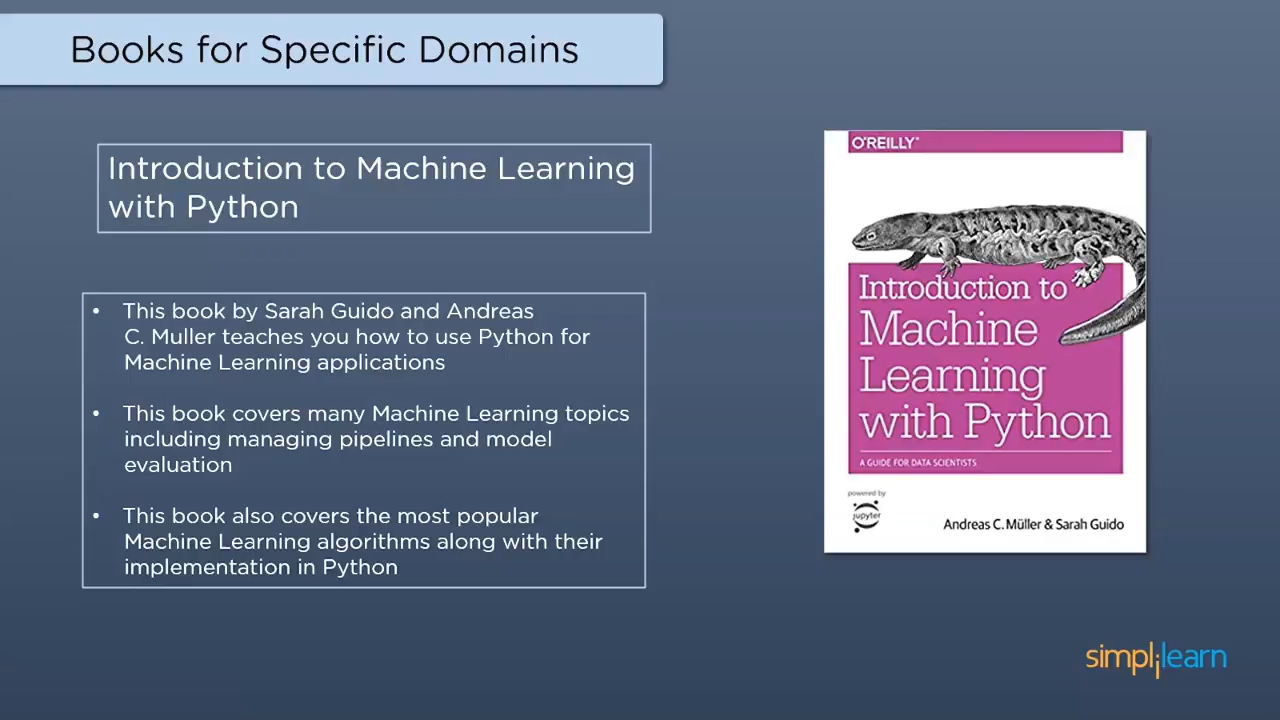 Books for Specific Domains
Introduction to Machine Learning
with Python
• This book by Sarah Guido and Andreas
C. Muller teaches you how to use Python for
Machine Learning applications
• This book covers many Machine Learning topics
including managing pipelines and model
evaluation
• This book also covers the most popular
Machine Learning algorithms along with their
implementation in Python
O'REILLY®
Introduction to
Machine
Learning
with Python
A GUIDE FOR DATA SCIENTISTS
powered by
jupyter
Andreas C. Müller & Sarah Guido
simplilearn